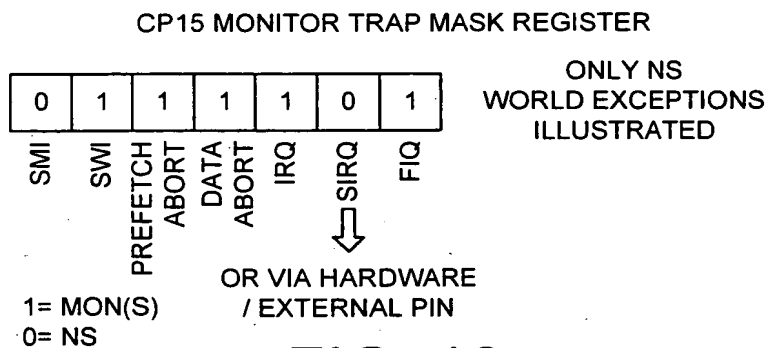 CP15 MONITOR TRAP MASK REGISTER
ONLY NS
WORLD EXCEPTIONS
ILLUSTRATED
0 1 1 1 1 0 1
SMI
SWI
PREFETCH
ABORT
DATA
ABORT
IRQ
SIRQ
FIQ
OR VIA HARDWARE
/ EXTERNAL PIN
1= MON(S)
0= NS